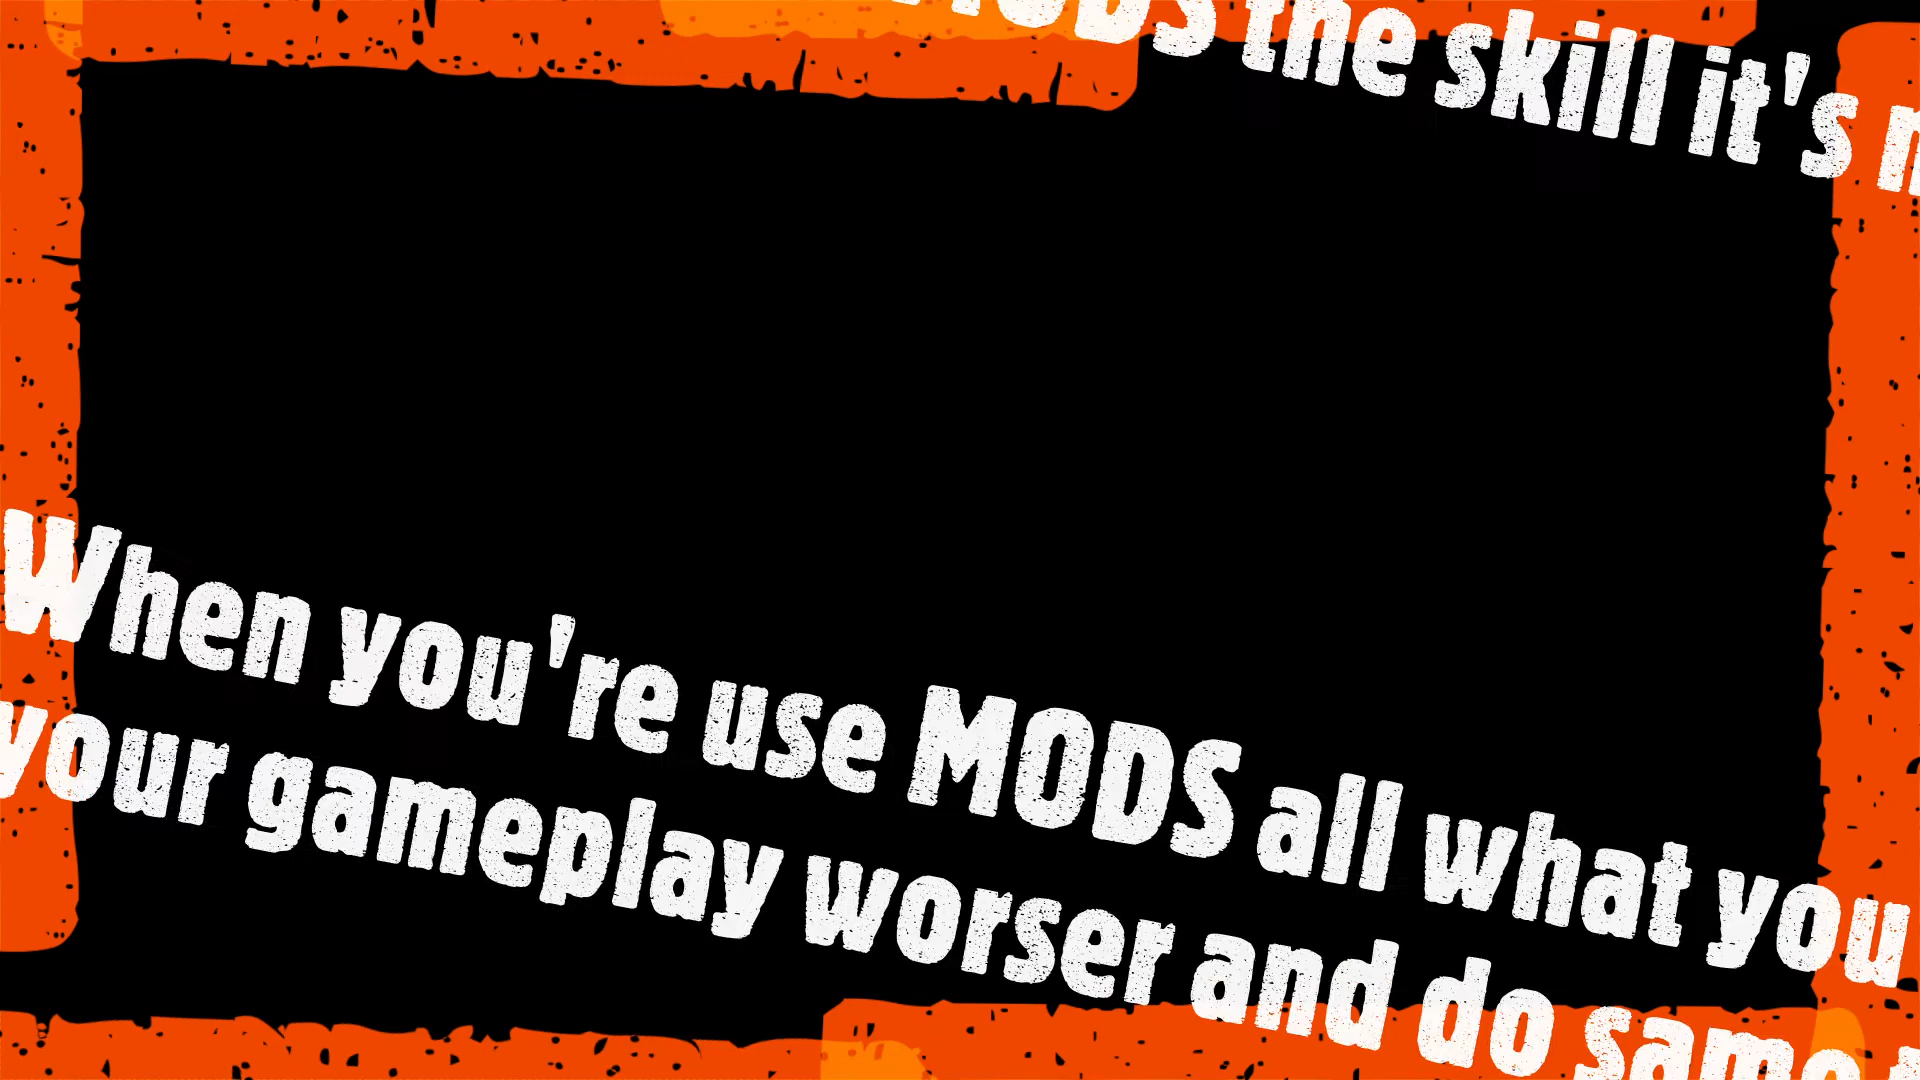 MODS the skill it's
When you're use MODS all what you
your gameplay worser and do same